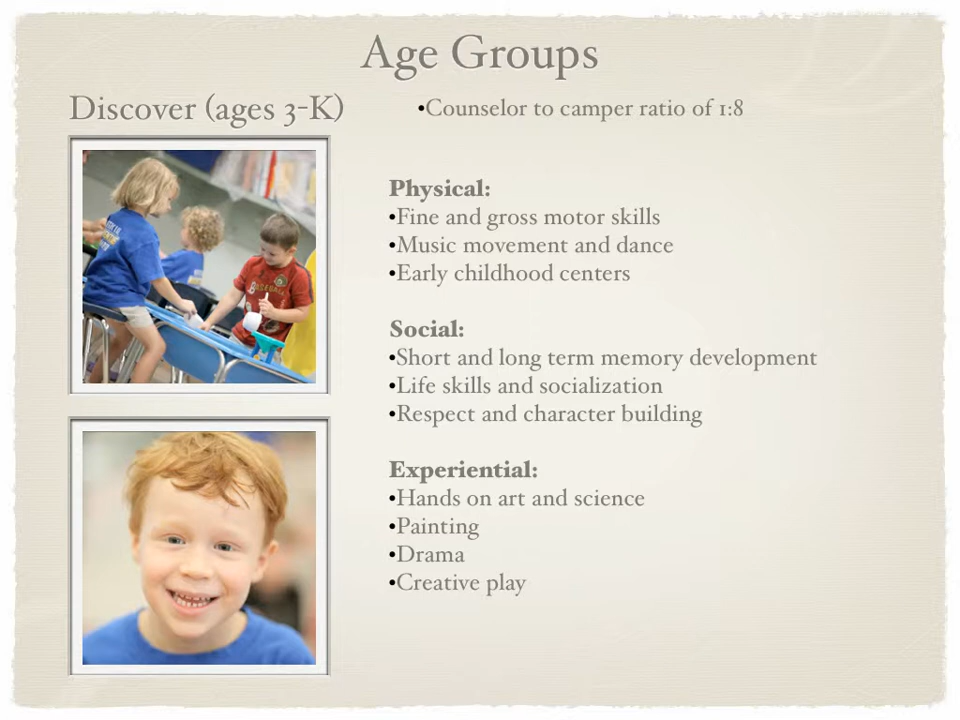 Age Groups
Discover (ages 3-K)
•Counselor to camper ratio of 1:8
Physical:
•Fine and gross motor skills
•Music movement and dance
•Early childhood centers
Social:
•Short and long term memory development
•Life skills and socialization
•Respect and character building
Experiential:
•Hands on art and science
•Painting
•Drama
•Creative play
BASEBALL